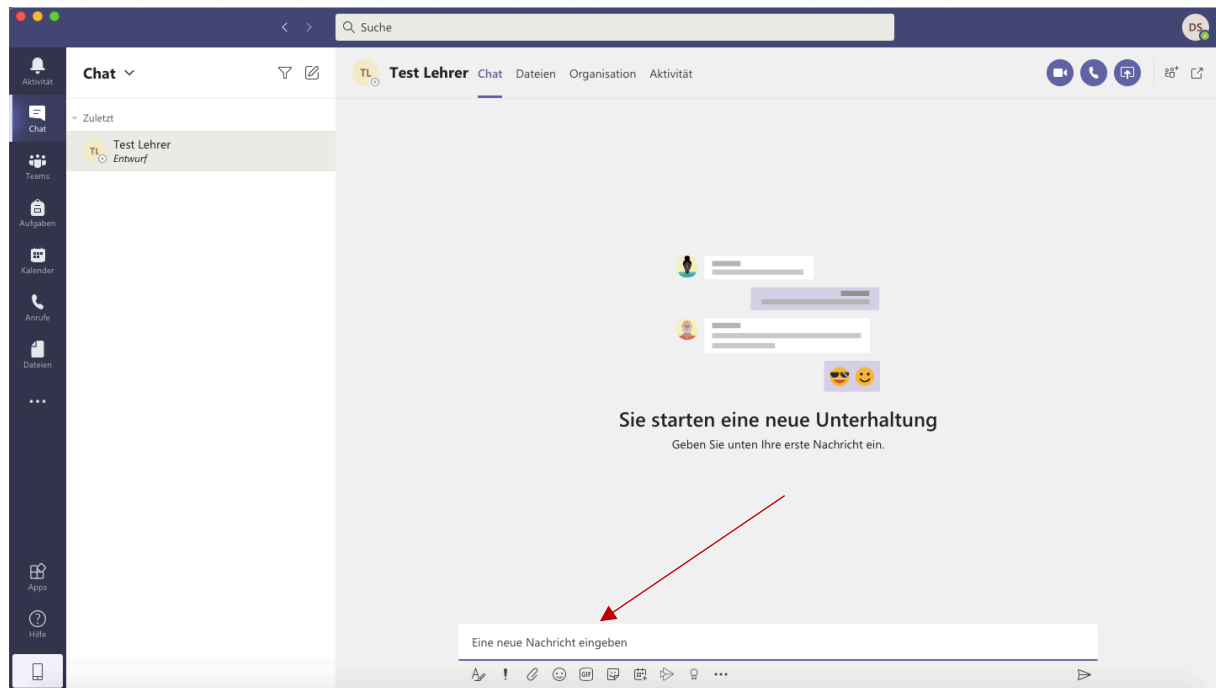 Suche
DS
Aktivität
Chat
Teams
Aufgaben
Kalender
Anrufe
Dateien
Apps
Hilfe
Chat
Zuletzt
TL Test Lehrer
Entwurf
TL Test Lehrer Chat Dateien Organisation Aktivität
Sie starten eine neue Unterhaltung
Geben Sie unten Ihre erste Nachricht ein.
Eine neue Nachricht eingeben
GIF